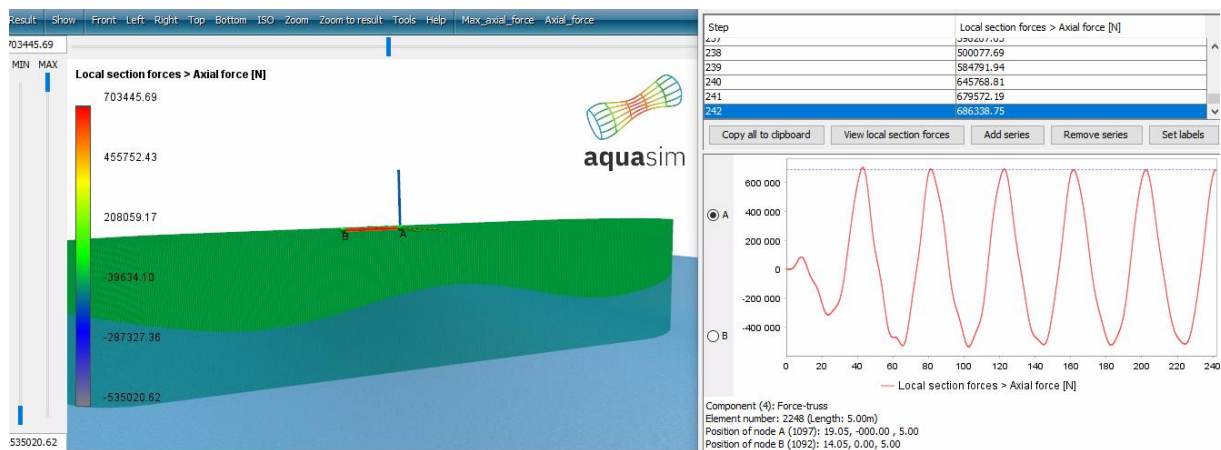 Result Show Front Left Right Top Bottom ISO Zoom Zoom to result Tools Help Max_axial_force Axial_force
703445.69
MIN MAX
Local section forces > Axial force [N]
703445.69
455752.43
208059.17
-39634.10
-287327.36
-535020.62
aquasim
B A
535020.62
Step Local section forces > Axial force [N]
238 500077.69
239 584791.94
240 645768.81
241 679572.19
242 686338.75
Copy all to clipboard View local section forces Add series Remove series Set labels
A
B
600 000
400 000
200 000
0
-200 000
-400 000
0 20 40 60 80 100 120 140 160 180 200 220 240
Local section forces > Axial force [N]
Component (4): Force-truss
Element number: 2248 (Length: 5.00m)
Position of node A (1097): 19.05, -000.00 , 5.00
Position of node B (1092): 14.05, 0.00, 5.00